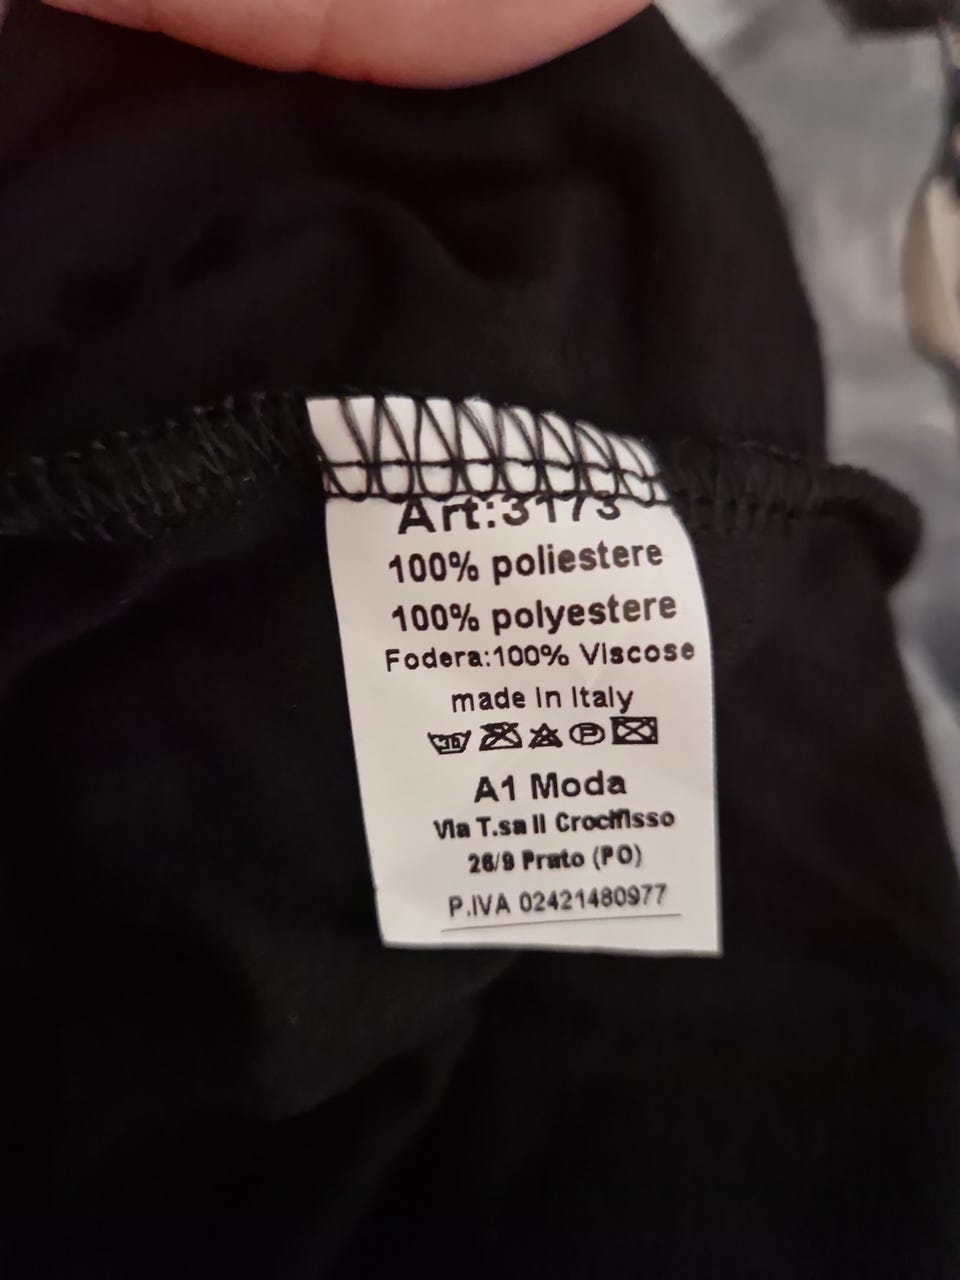 Art:3173
100% poliestere
100% polyestere
Fodera:100% Viscose
made in Italy
30 P
A1 Moda
Via T.sa Il Crocifisso
26/9 Prato (PO)
P.IVA 02421480977